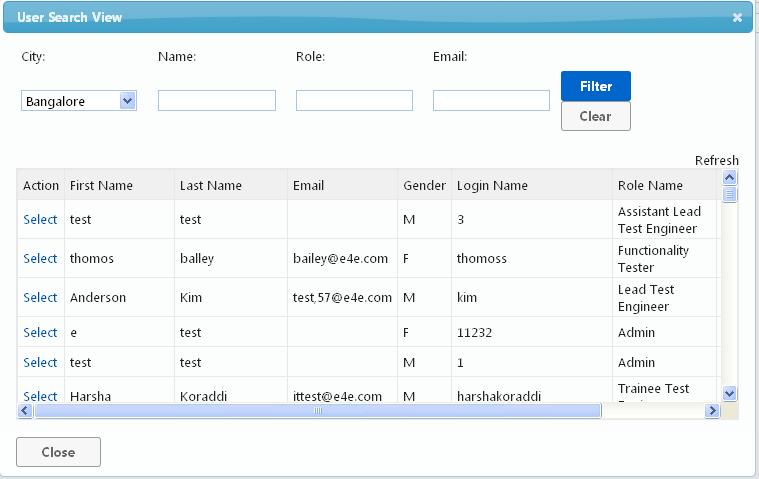 User Search View
City: Name: Role: Email:
Bangalore
Filter
Clear
Refresh
Action First Name Last Name Email Gender Login Name Role Name
Select test test M 3 Assistant Lead
Test Engineer
Select thomos balley bailey@e4e.com F thomoss Functionality
Tester
Select Anderson Kim test,57@e4e.com M kim Lead Test
Engineer
Select e test F 11232 Admin
Select test test M 1 Admin
Select Harsha Koraddi ittest@e4e.com M harshakoraddi Trainee Test
Close